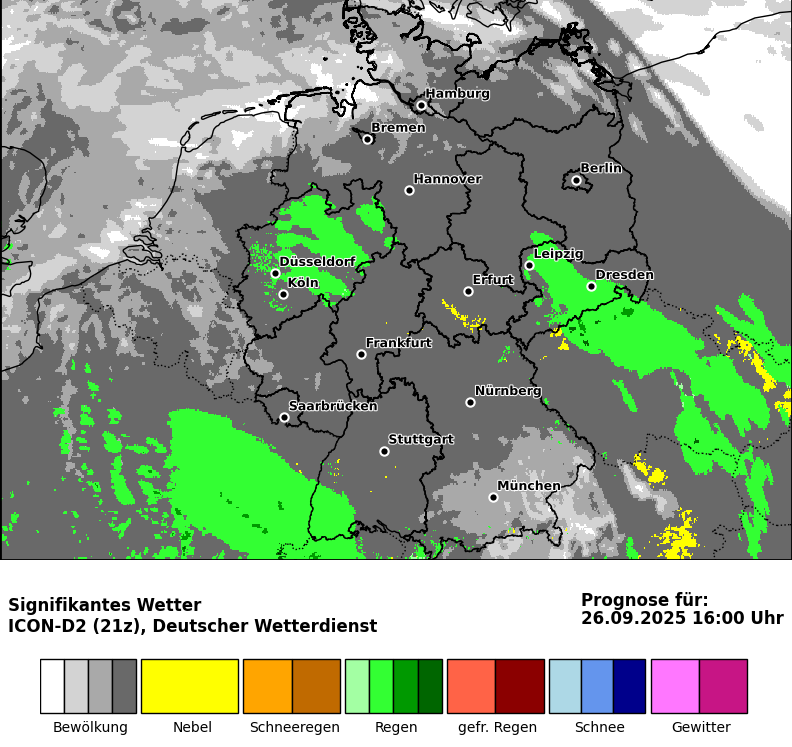 Hamburg
Bremen
Berlin
Hannover
Leipzig
Düsseldorf
Dresden
Köln
Erfurt
Frankfurt
Nürnberg
Saarbrücken
Stuttgart
München
Signifikantes Wetter
ICON-D2 (21z), Deutscher Wetterdienst
Prognose für:
26.09.2025 16:00 Uhr
Bewölkung
Nebel
Schneeregen
Regen
gefr. Regen
Schnee
Gewitter